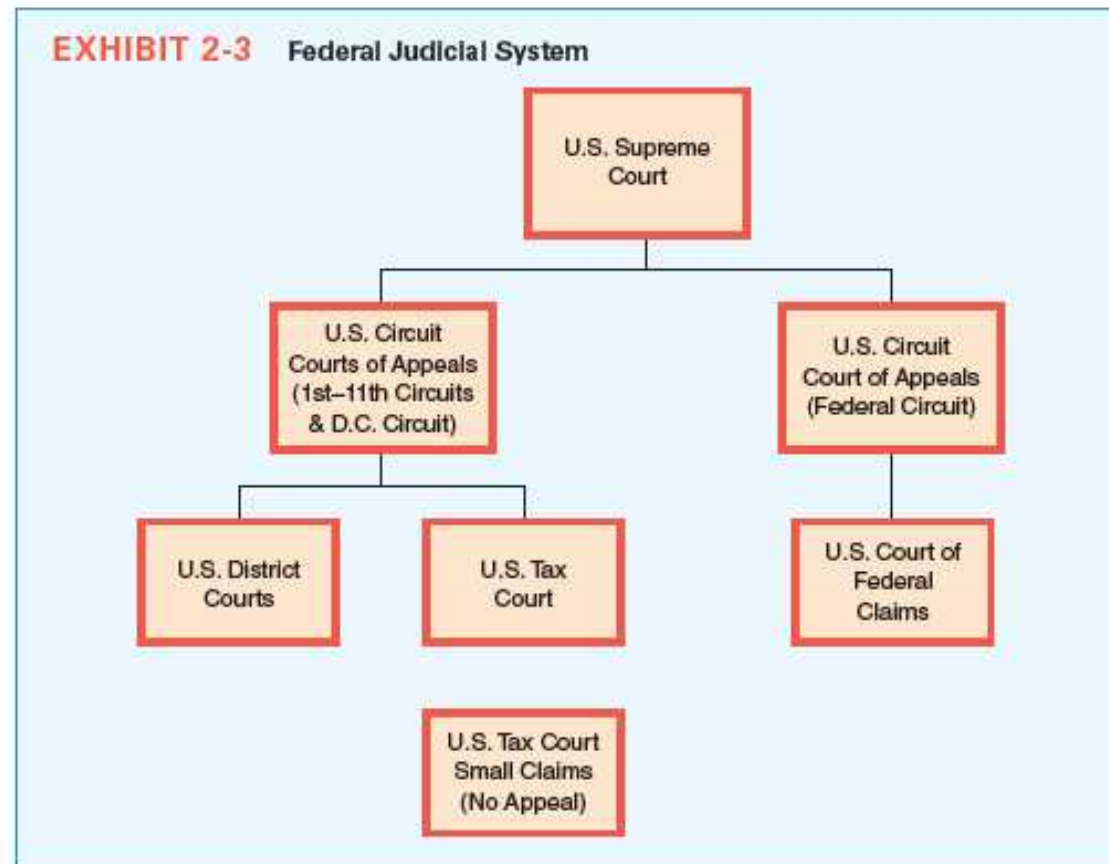 EXHIBIT 2-3 Federal Judicial System
U.S. Supreme
Court
U.S. Circuit
Courts of Appeals
(1st–11th Circuits
& D.C. Circuit)
U.S. Circuit
Court of Appeals
(Federal Circuit)
U.S. District
Courts
U.S. Tax
Court
U.S. Court of
Federal
Claims
U.S. Tax Court
Small Claims
(No Appeal)